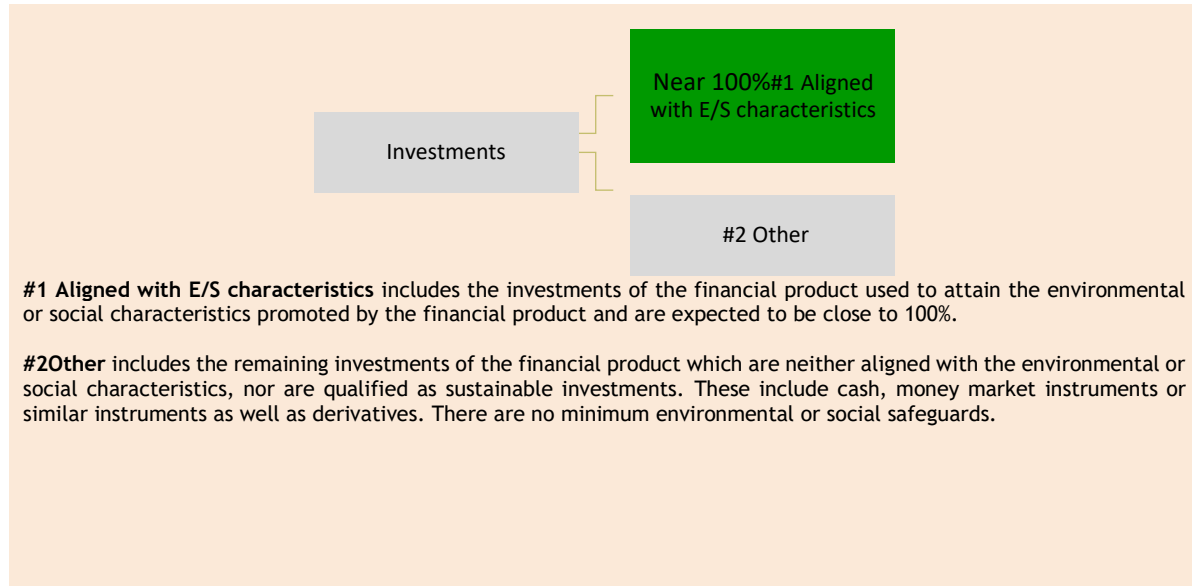 Near 100%#1 Aligned
with E/S characteristics
Investments
#2 Other
#1 Aligned with E/S characteristics includes the investments of the financial product used to attain the environmental
or social characteristics promoted by the financial product and are expected to be close to 100%.
#2Other includes the remaining investments of the financial product which are neither aligned with the environmental or
social characteristics, nor are qualified as sustainable investments. These include cash, money market instruments or
similar instruments as well as derivatives. There are no minimum environmental or social safeguards.